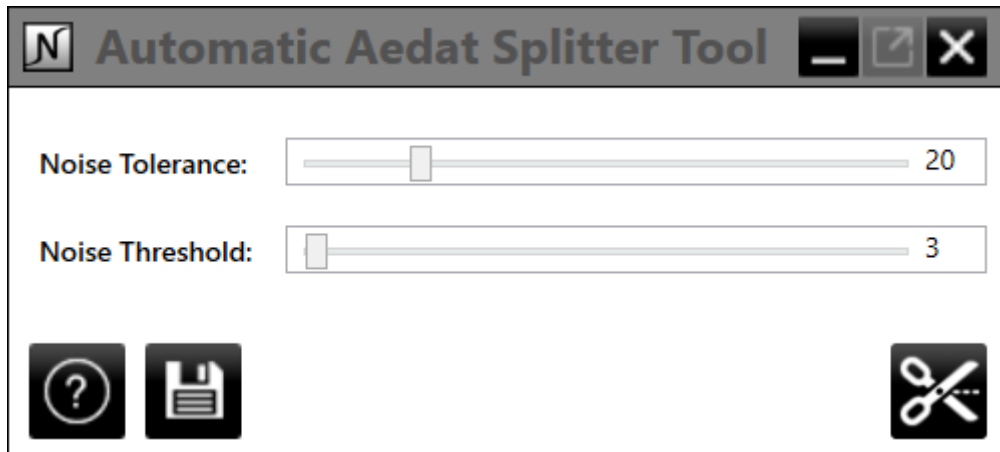 N Automatic Aedat Splitter Tool
Noise Tolerance: 20
Noise Threshold: 3
?